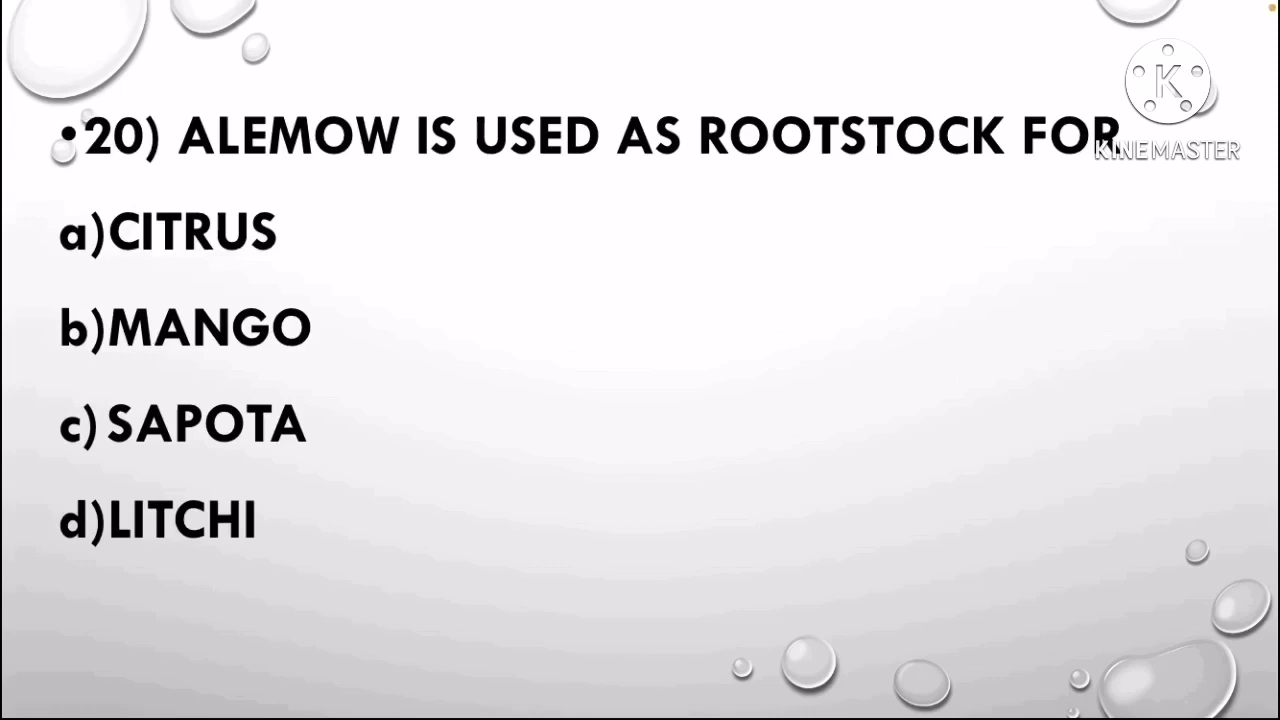 •20) ALEMOW IS USED AS ROOTSTOCK FOR
a)CITRUS
b)MANGO
c) SAPOTA
d)LITCHI
K
KINEMASTER